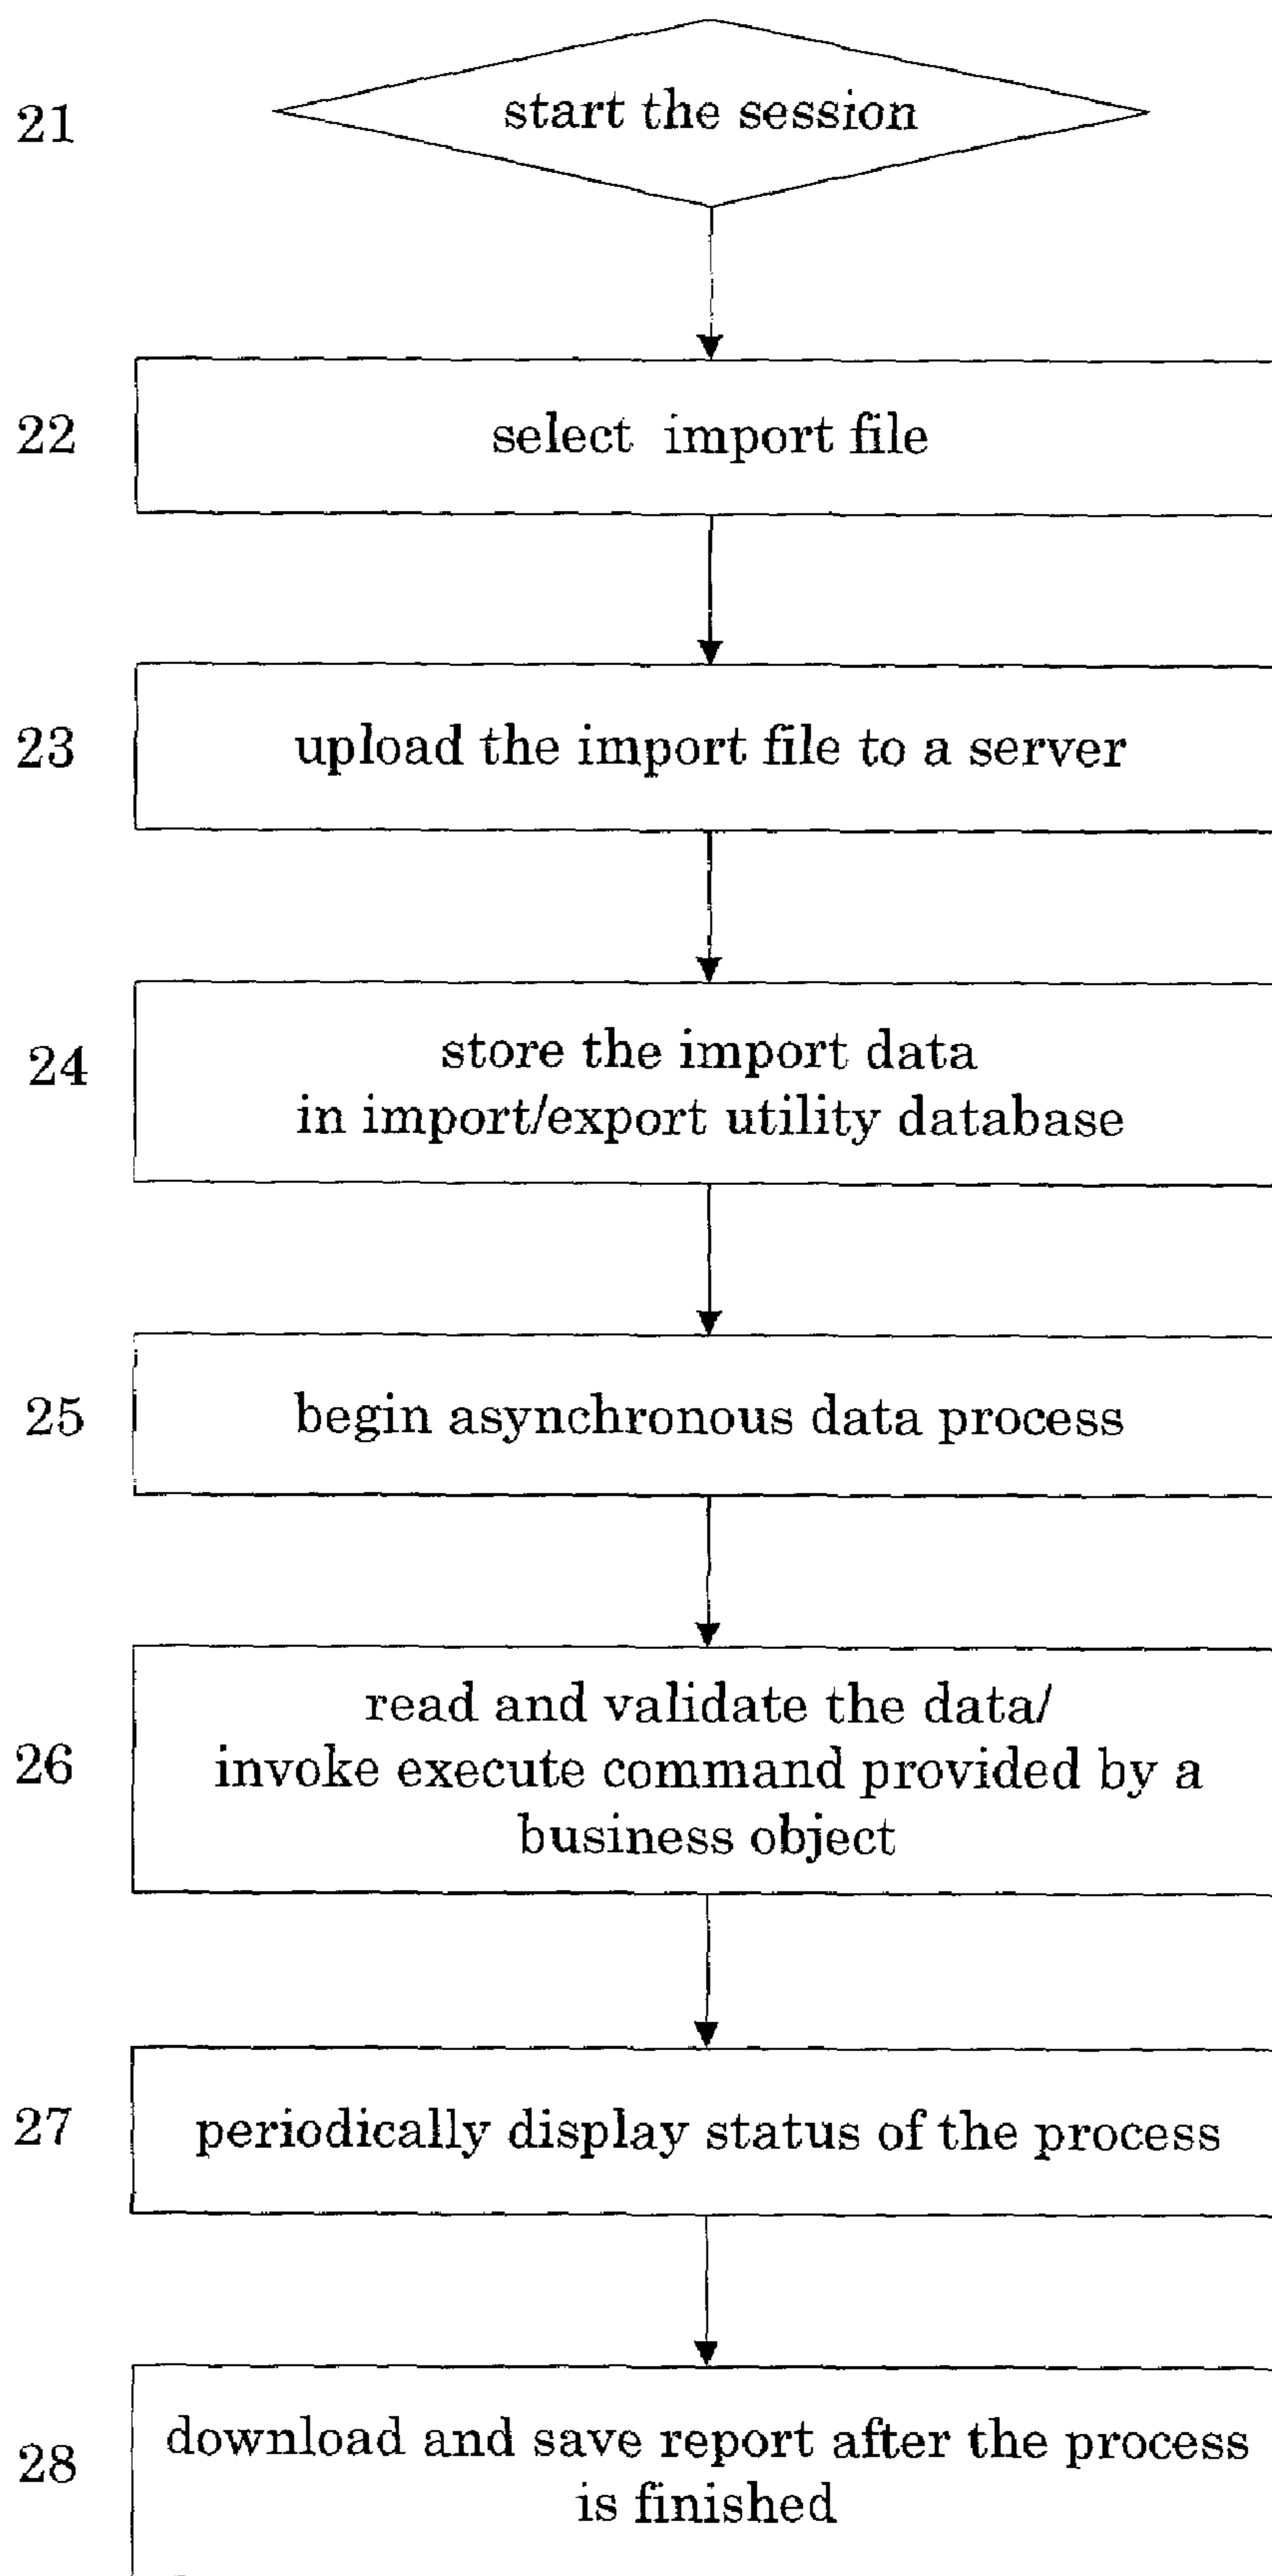 21
start the session
22
select import file
23
upload the import file to a server
24
store the import data
in import/export utility database
25
begin asynchronous data process
26
read and validate the data/
invoke execute command provided by a
business object
27
periodically display status of the process
28
download and save report after the process
is finished